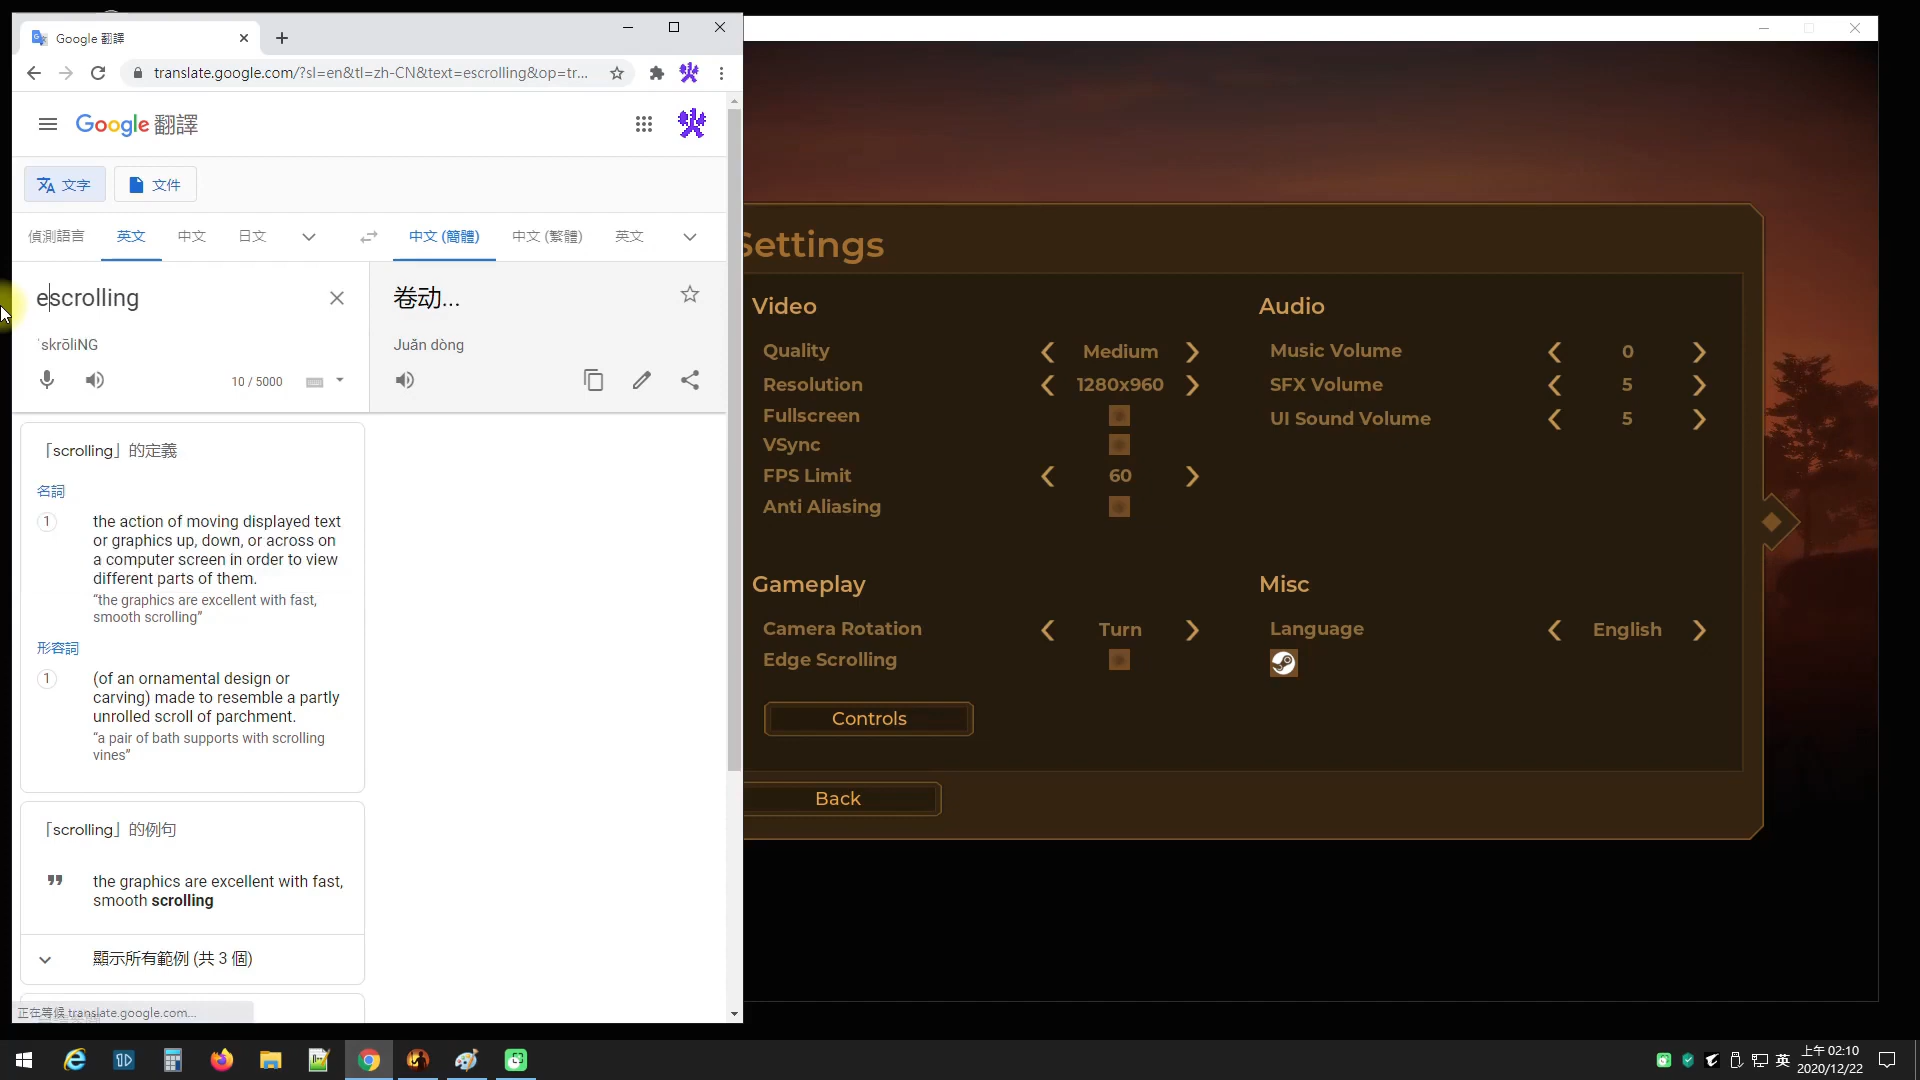 Google 翻譯
translate.google.com/?sl=en&tl=zh-CN&text=escrolling&op=tr...
Google 翻譯
文字
文件
偵測語言
英文
中文
日文
中文 (簡體)
中文 (繁體)
英文
escrolling
ˈskrōliNG
10 / 5000
卷动...
Juǎn dòng
「scrolling」的定義
名詞
1
the action of moving displayed text
or graphics up, down, or across on
a computer screen in order to view
different parts of them.
“the graphics are excellent with fast,
smooth scrolling”
形容詞
1
(of an ornamental design or
carving) made to resemble a partly
unrolled scroll of parchment.
“a pair of bath supports with scrolling
vines”
「scrolling」的例句
the graphics are excellent with fast,
smooth scrolling
顯示所有範例 (共 3 個)
正在等候 translate.google.com...
Settings
Video
Quality
Medium
Resolution
1280x960
Fullscreen
VSync
FPS Limit
60
Anti Aliasing
Audio
Music Volume
0
SFX Volume
5
UI Sound Volume
5
Gameplay
Camera Rotation
Turn
Edge Scrolling
Controls
Misc
Language
English
Back
英
上午 02:10
2020/12/22